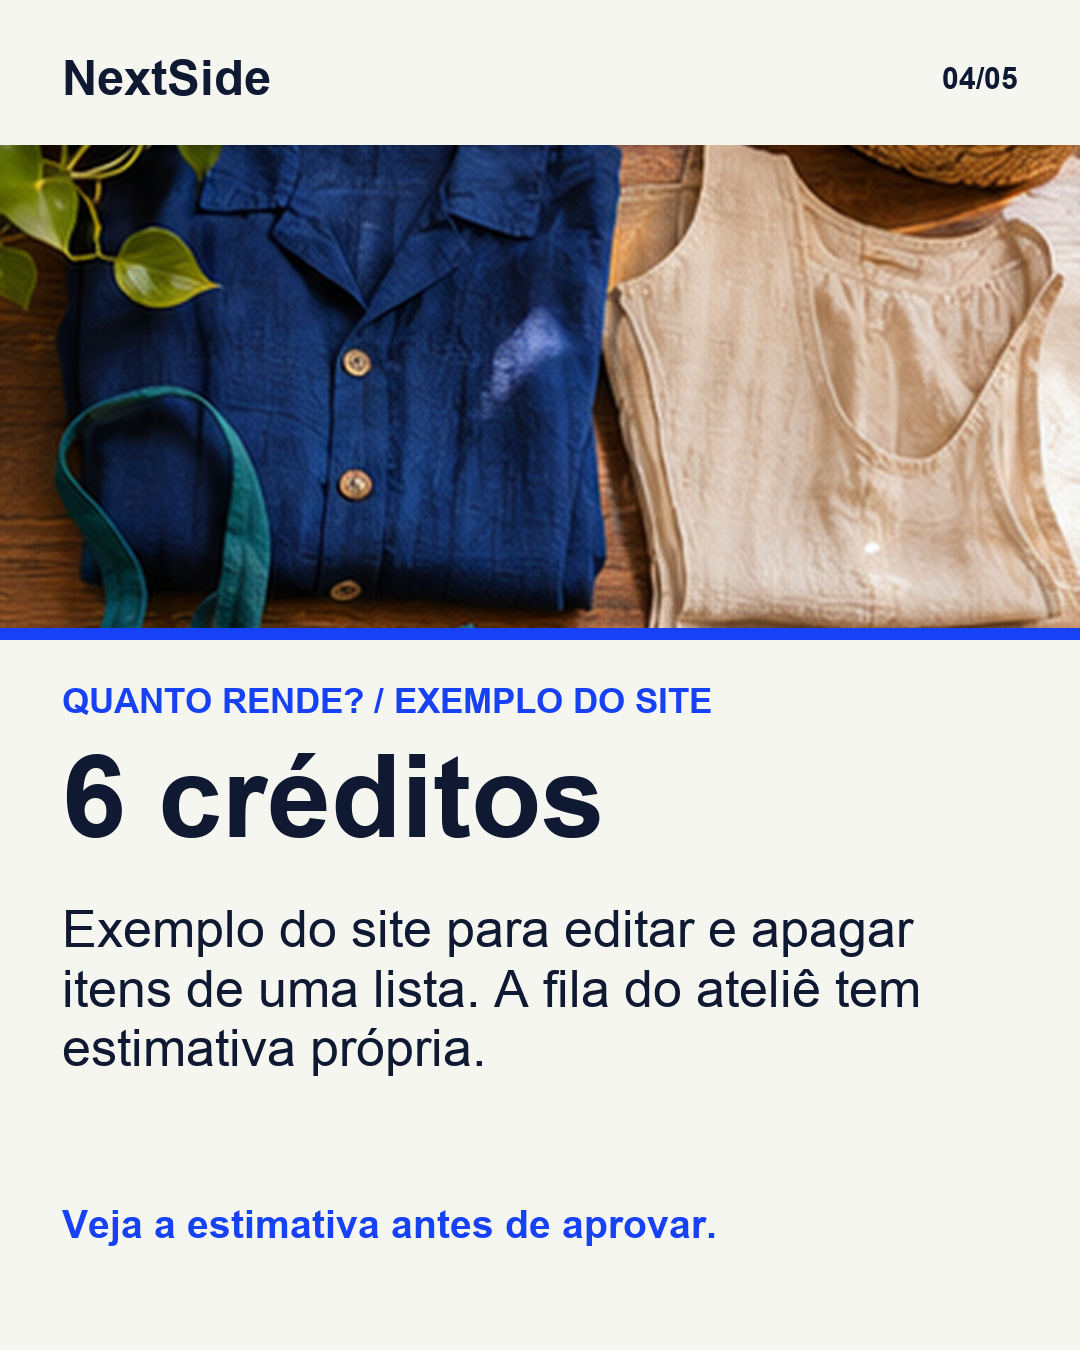 NextSide
04/05
QUANTO RENDE? / EXEMPLO DO SITE
6 créditos
Exemplo do site para editar e apagar
itens de uma lista. A fila do ateliê tem
estimativa própria.
Veja a estimativa antes de aprovar.